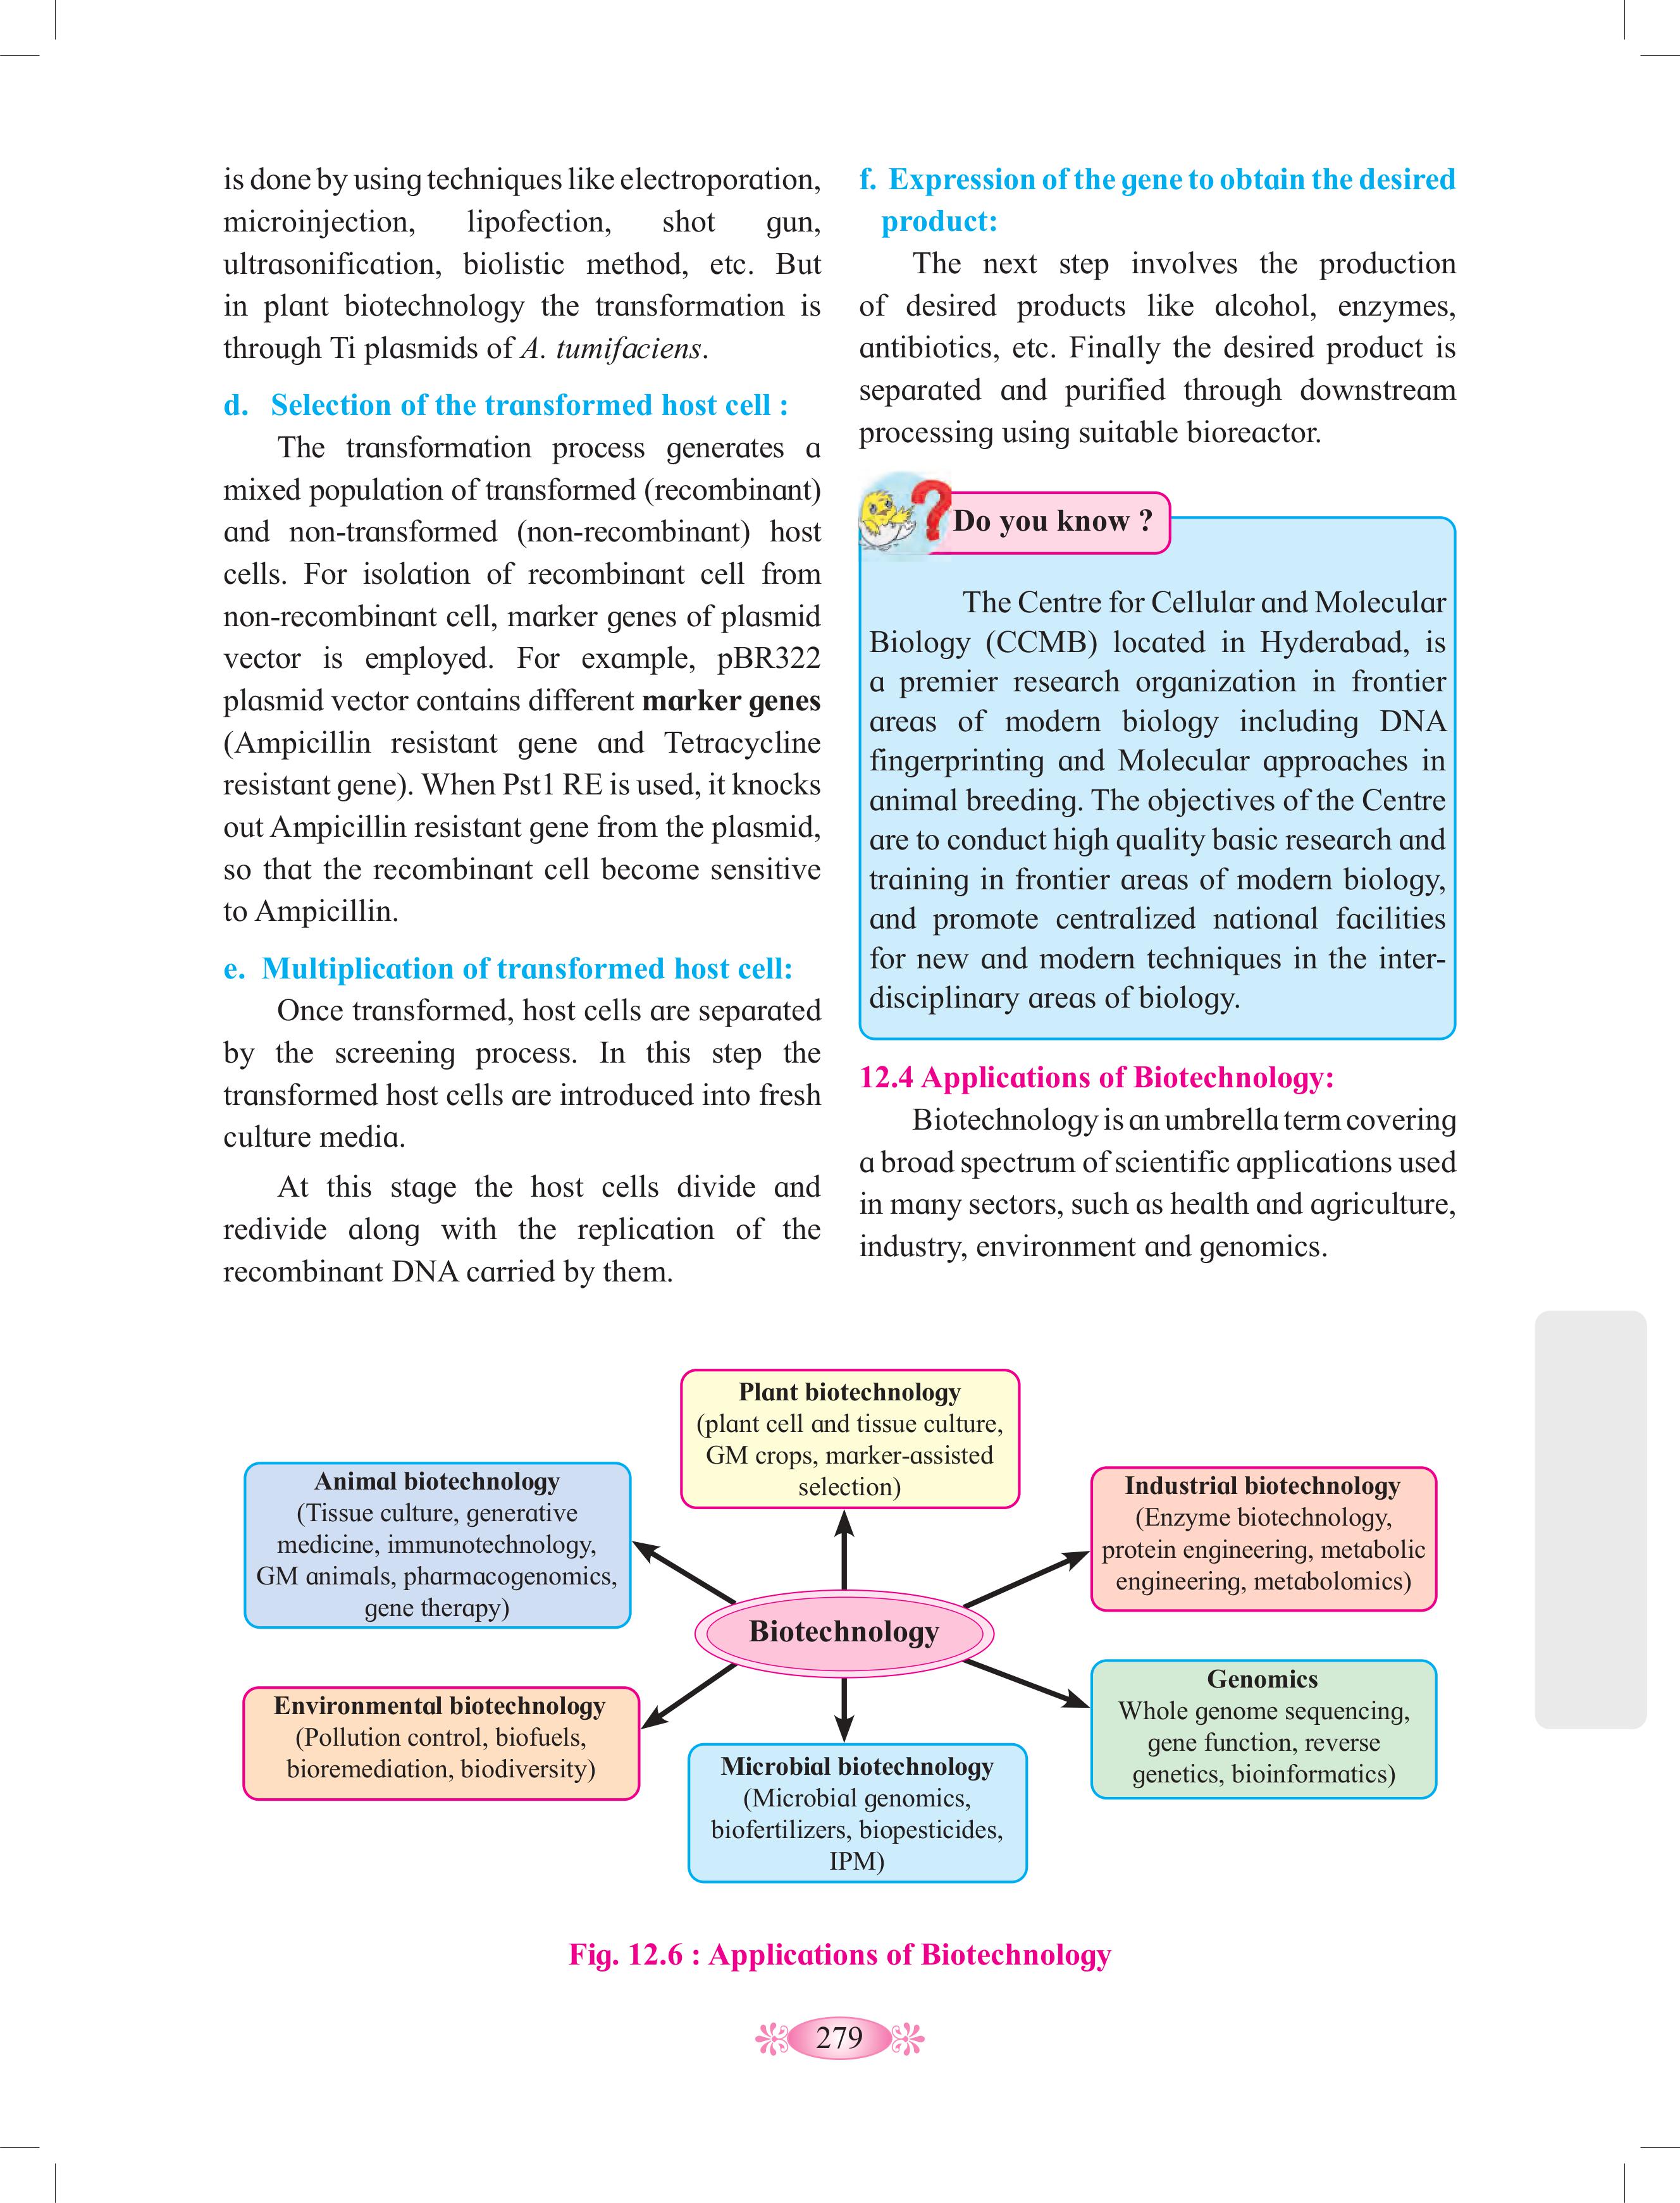 is done by using techniques like electroporation,
microinjection, lipofection, shot gun,
ultrasonification, biolistic method, etc. But
in plant biotechnology the transformation is
through Ti plasmids of A. tumifaciens.
d. Selection of the transformed host cell :
The transformation process generates a
mixed population of transformed (recombinant)
and non-transformed (non-recombinant) host
cells. For isolation of recombinant cell from
non-recombinant cell, marker genes of plasmid
vector is employed. For example, pBR322
plasmid vector contains different marker genes
(Ampicillin resistant gene and Tetracycline
resistant gene). When Pst1 RE is used, it knocks
out Ampicillin resistant gene from the plasmid,
so that the recombinant cell become sensitive
to Ampicillin.
e. Multiplication of transformed host cell:
Once transformed, host cells are separated
by the screening process. In this step the
transformed host cells are introduced into fresh
culture media.
At this stage the host cells divide and
redivide along with the replication of the
recombinant DNA carried by them.
f. Expression of the gene to obtain the desired
product:
The next step involves the production
of desired products like alcohol, enzymes,
antibiotics, etc. Finally the desired product is
separated and purified through downstream
processing using suitable bioreactor.
Do you know ?
The Centre for Cellular and Molecular
Biology (CCMB) located in Hyderabad, is
a premier research organization in frontier
areas of modern biology including DNA
fingerprinting and Molecular approaches in
animal breeding. The objectives of the Centre
are to conduct high quality basic research and
training in frontier areas of modern biology,
and promote centralized national facilities
for new and modern techniques in the inter-
disciplinary areas of biology.
12.4 Applications of Biotechnology:
Biotechnology is an umbrella term covering
a broad spectrum of scientific applications used
in many sectors, such as health and agriculture,
industry, environment and genomics.
Plant biotechnology
(plant cell and tissue culture,
GM crops, marker-assisted
selection)
Animal biotechnology
(Tissue culture, generative
medicine, immunotechnology,
GM animals, pharmacogenomics,
gene therapy)
Industrial biotechnology
(Enzyme biotechnology,
protein engineering, metabolic
engineering, metabolomics)
Biotechnology
Environmental biotechnology
(Pollution control, biofuels,
bioremediation, biodiversity)
Genomics
Whole genome sequencing,
gene function, reverse
genetics, bioinformatics)
Microbial biotechnology
(Microbial genomics,
biofertilizers, biopesticides,
IPM)
Fig. 12.6 : Applications of Biotechnology
279